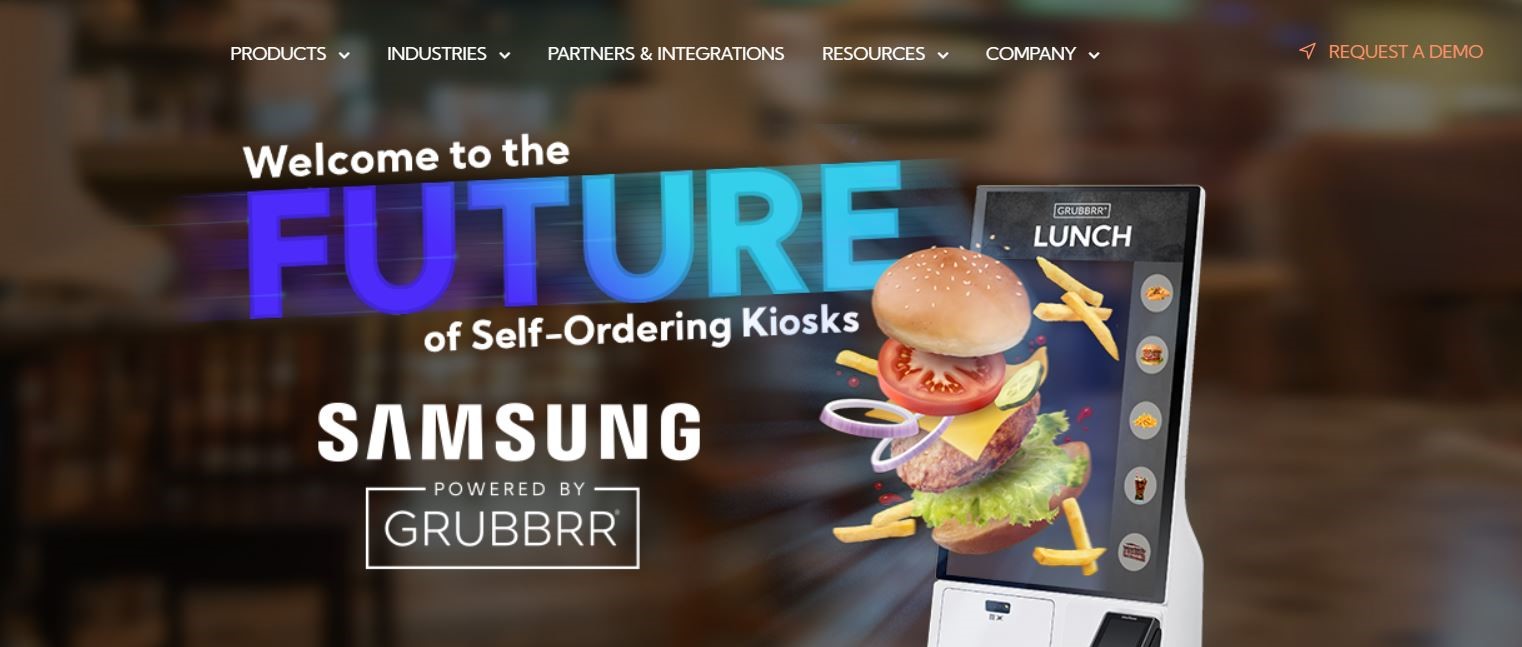 PRODUCTS INDUSTRIES PARTNERS & INTEGRATIONS RESOURCES COMPANY REQUEST A DEMO
Welcome to the
FUTURE
of Self-Ordering Kiosks
SAMSUNG
POWERED BY
GRUBBRR®
GRUBBRR®
LUNCH